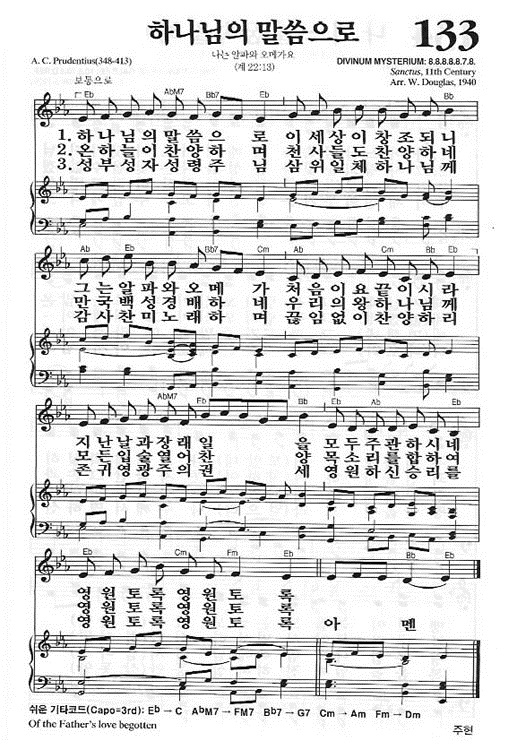 하나님의 말씀으로 133
나는 알파와 오메가요
(계 22:13)
A. C. Prudentius(348-413)
DIVINUM MYSTERIUM: 8.8.8.8.8.7.8.
Sanctus, 11th Century
Arr. W. Douglas, 1940
보통으로
Eb AbM7 Bb7 Eb Bb
1. 하나님의 말씀으로 이 세상이 창조되니
2. 온 하늘이 찬양하며 천사들도 찬양하네
3. 성부 성자 성령 주님 삼위일체 하나님께
Ab Eb Bb7 Cm Ab Cm Bb Eb
그는 알파와 오메가 처음이요 끝이시라
만국 백성 경배하네 우리의 왕 하나님께
감사 찬미 노래하며 끊임없이 찬양하리
AbM7 Eb Bb7 Cm Eb
지난 날과 장래 일을 모두 주관하시네
모든 입술 열어 찬양 목소리를 합하여
존귀 영광 주의 권세 영원하신 승리를
Eb Cm Fm Eb Bb Eb
영원토록 영원토록
영원토록 영원토록
영원토록 영원토록 아멘
쉬운 기타코드(Capo=3rd): Eb → C AbM7 → FM7 Bb7 → G7 Cm → Am Fm → Dm
Of the Father's love begotten
주현